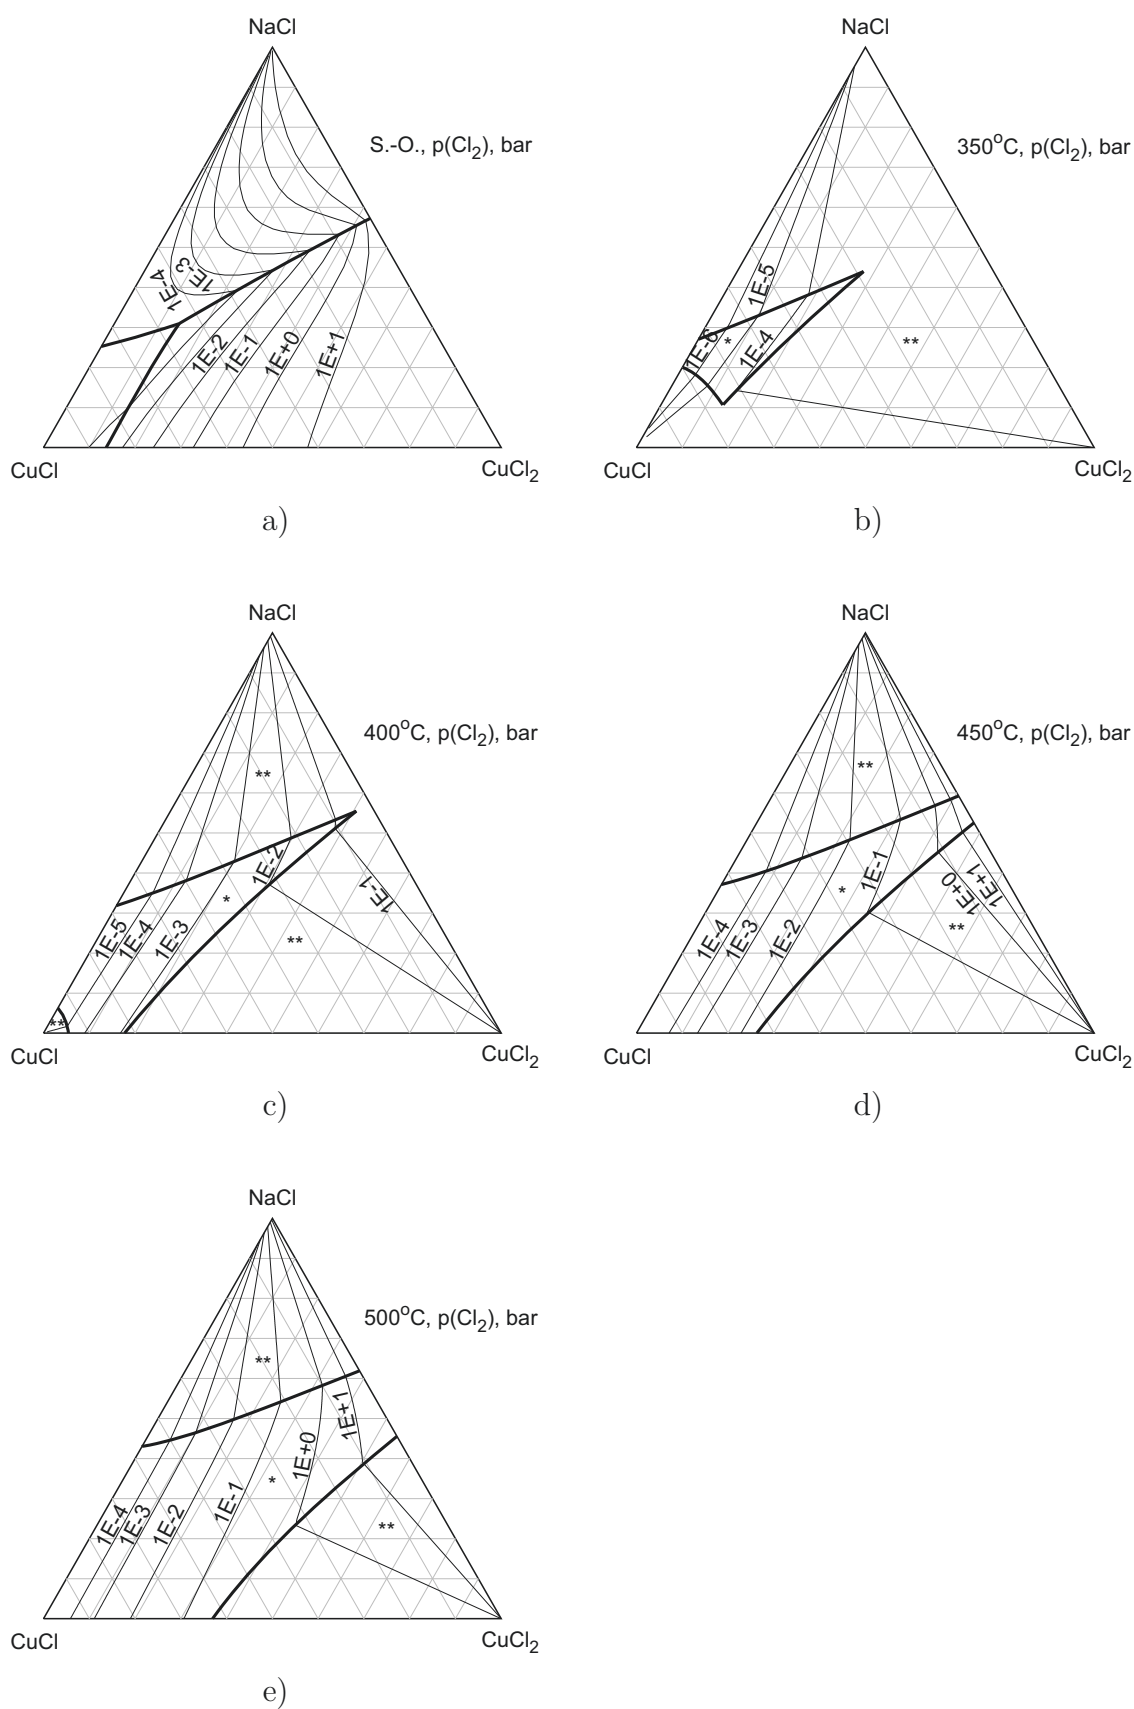 NaCl
S.-O., p(Cl2), bar
1E-4
1E-3
1E-2
1E-1
1E+0
1E+1
CuCl
CuCl2
a)
NaCl
350oC, p(Cl2), bar
1E-5
1E-6
*
1E-4
**
CuCl
CuCl2
b)
NaCl
400oC, p(Cl2), bar
**
1E-2
*
1E-1
1E-5
1E-4
1E-3
**
**
CuCl
CuCl2
c)
NaCl
450oC, p(Cl2), bar
**
1E-1
*
1E+0
1E+1
1E-4
1E-3
1E-2
**
CuCl
CuCl2
d)
NaCl
500oC, p(Cl2), bar
**
1E+1
1E+0
*
1E-4
1E-3
1E-2
1E-1
**
CuCl
CuCl2
e)